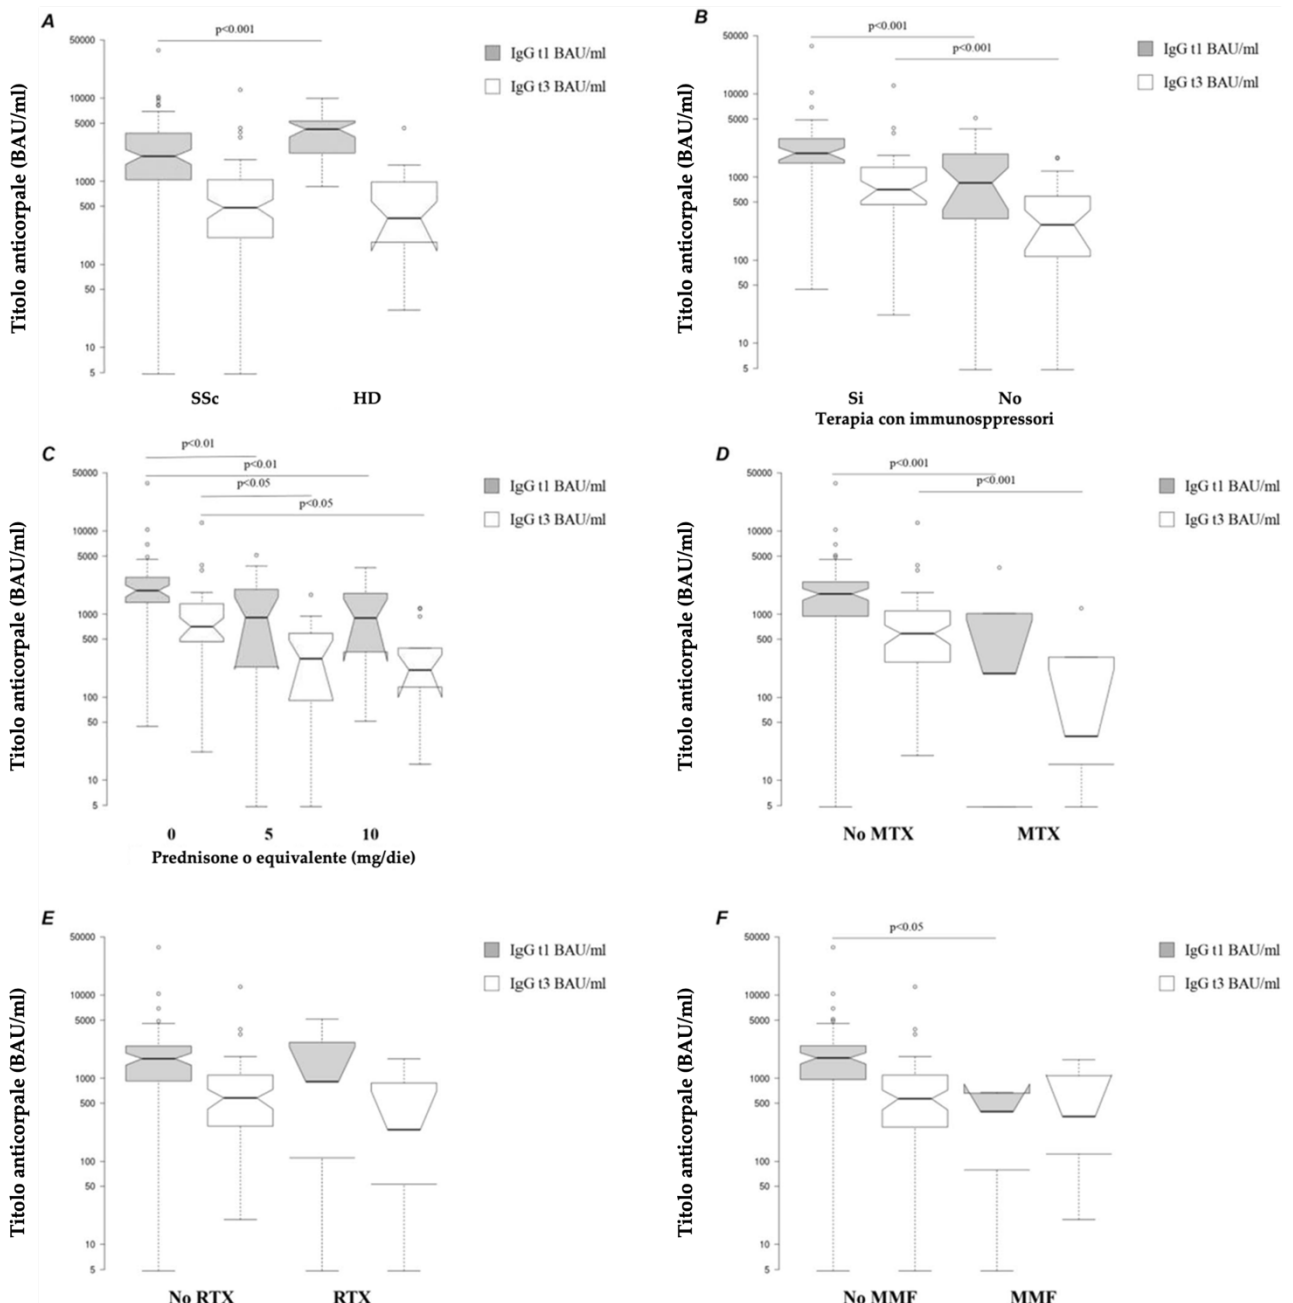 A
p<0.001
IgG t1 BAU/ml
IgG t3 BAU/ml
Titolo anticorpale (BAU/ml)
50000
10000
5000
1000
500
100
50
10
5
SSc HD
B
p<0.001
p<0.001
IgG t1 BAU/ml
IgG t3 BAU/ml
Titolo anticorpale (BAU/ml)
50000
10000
5000
1000
500
100
50
10
5
Si No
Terapia con immunosppressori
C
p<0.01
p<0.01
p<0.05
p<0.05
IgG t1 BAU/ml
IgG t3 BAU/ml
Titolo anticorpale (BAU/ml)
50000
10000
5000
1000
500
100
50
10
5
0 5 10
Prednisone o equivalente (mg/die)
D
p<0.001
p<0.001
IgG t1 BAU/ml
IgG t3 BAU/ml
Titolo anticorpale (BAU/ml)
50000
10000
5000
1000
500
100
50
10
5
No MTX MTX
E
IgG t1 BAU/ml
IgG t3 BAU/ml
Titolo anticorpale (BAU/ml)
50000
10000
5000
1000
500
100
50
10
5
No RTX RTX
F
p<0.05
IgG t1 BAU/ml
IgG t3 BAU/ml
Titolo anticorpale (BAU/ml)
50000
10000
5000
1000
500
100
50
10
5
No MMF MMF